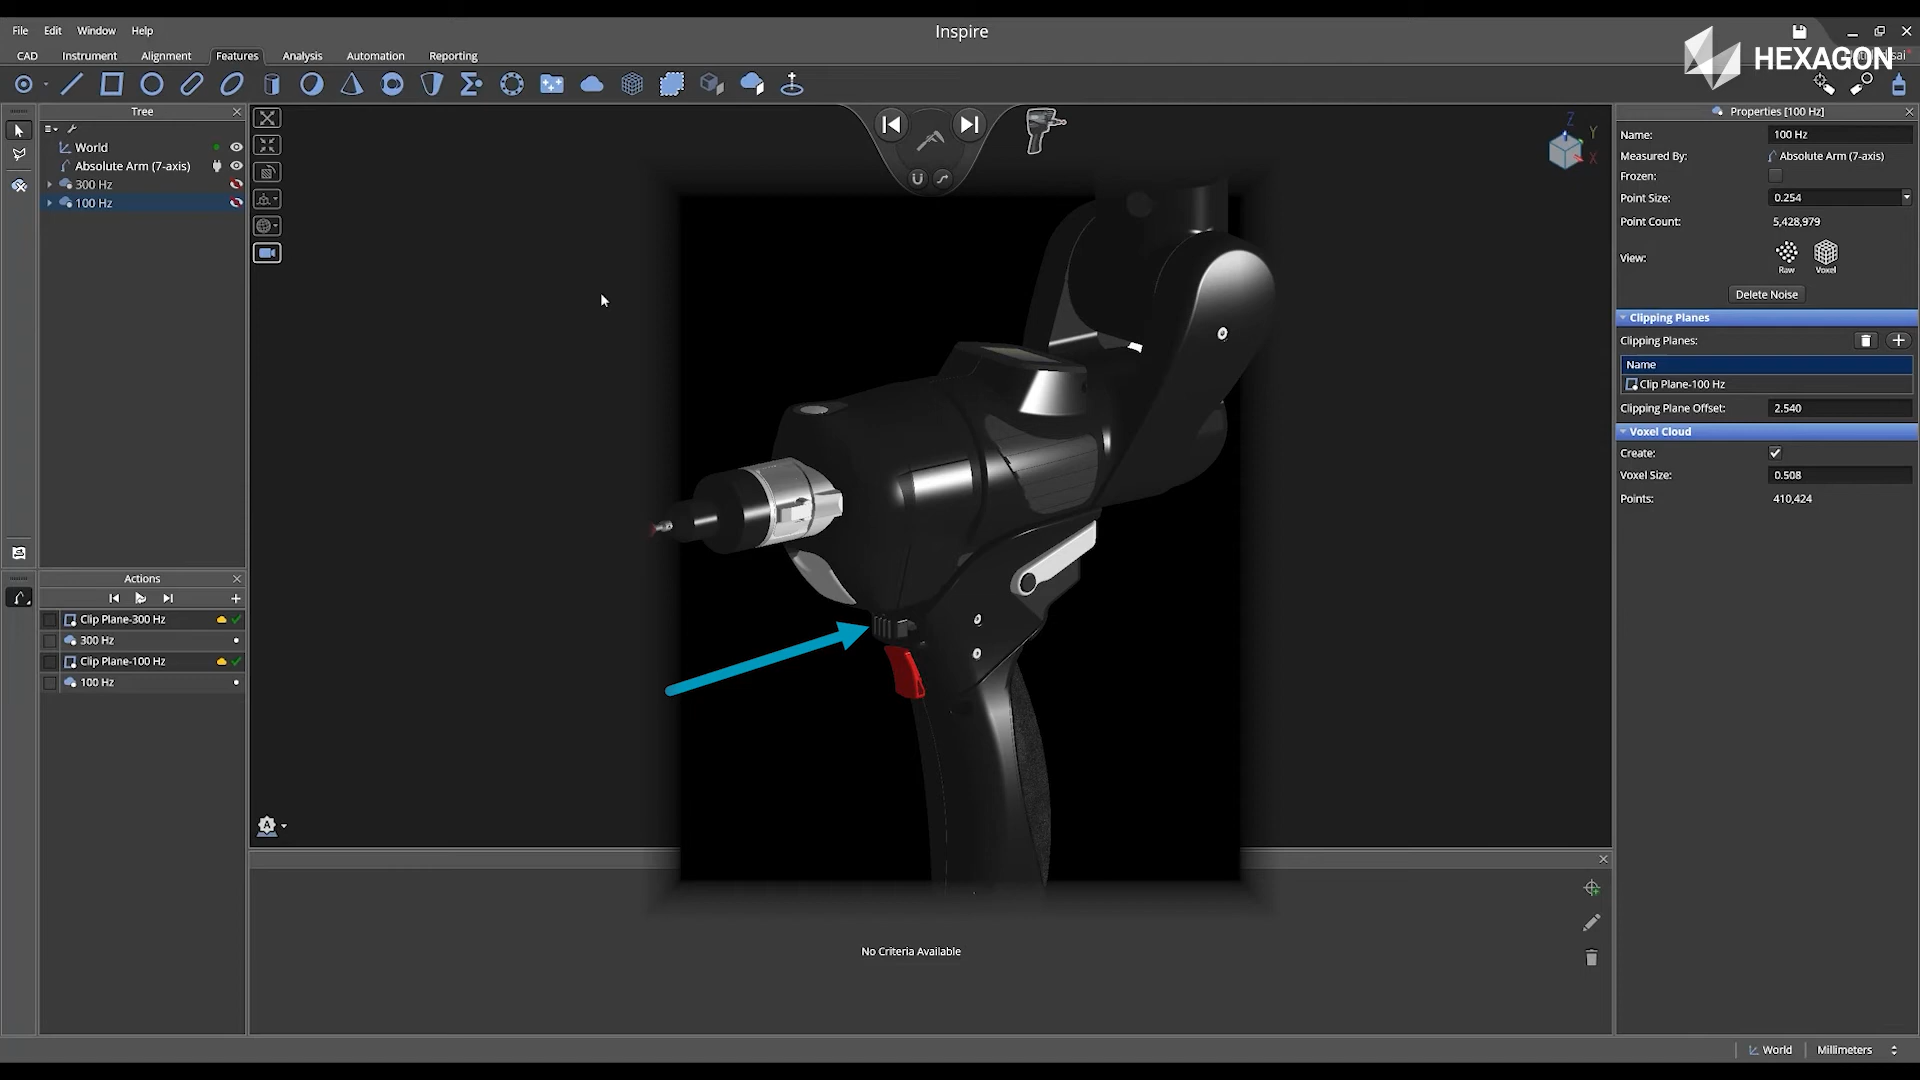 File Edit Window Help
Inspire
HEXAGON
CAD Instrument Alignment Features Analysis Automation Reporting
Tree
World
Absolute Arm (7-axis)
300 Hz
100 Hz
Actions
Clip Plane-300 Hz
300 Hz
Clip Plane-100 Hz
100 Hz
A
Z
Y
X
No Criteria Available
Properties [100 Hz]
Name: 100 Hz
Measured By: Absolute Arm (7-axis)
Frozen:
Point Size: 0.254
Point Count: 5,428,979
View: Raw Voxel
Delete Noise
Clipping Planes
Clipping Planes:
Name
Clip Plane-100 Hz
Clipping Plane Offset: 2.540
Voxel Cloud
Create:
Voxel Size: 0.508
Points: 410,424
World Millimeters